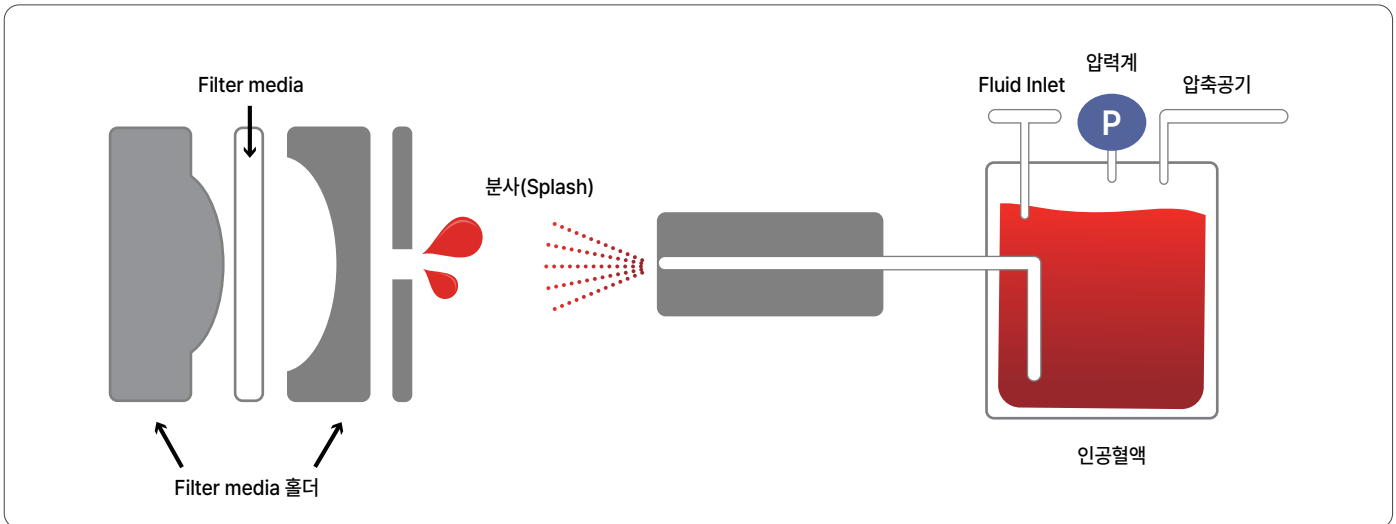 Filter media
분사(Splash)
Fluid Inlet
압력계
압축공기
P
인공혈액
Filter media 홀더